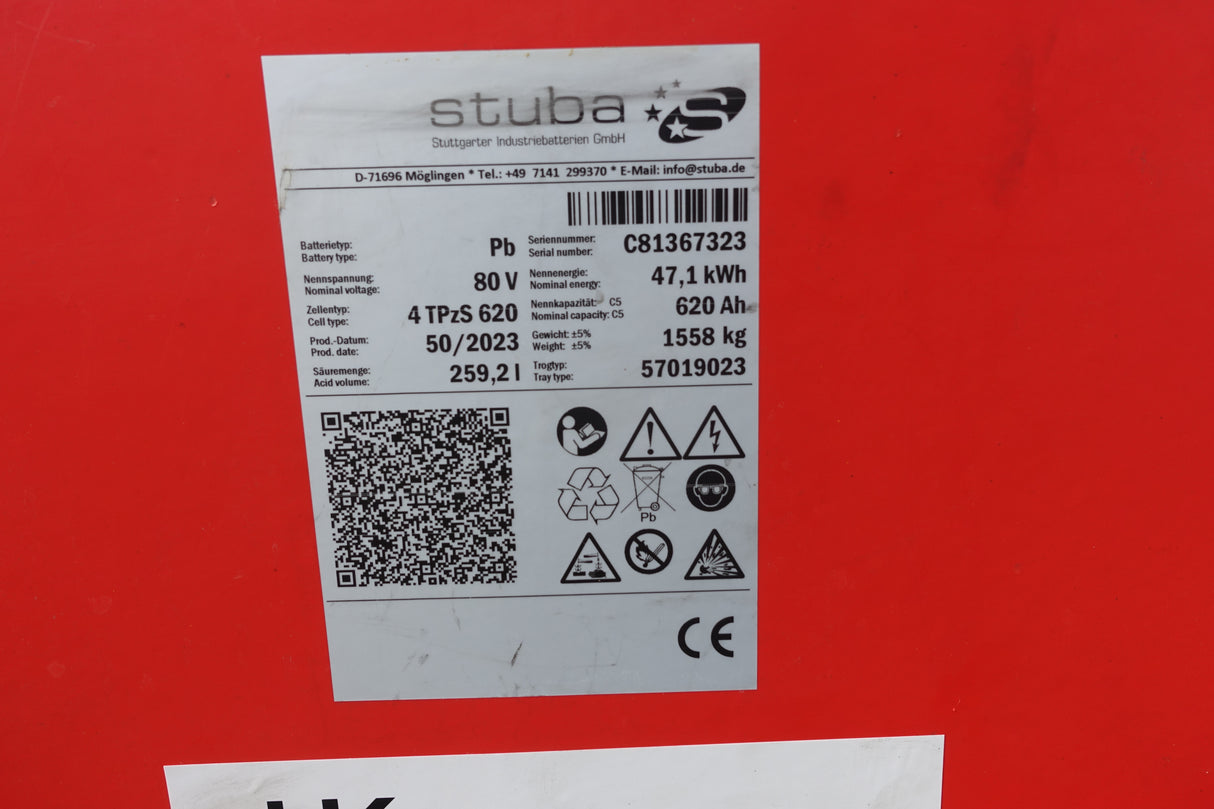 stuba
Stuttgarter Industriebatterien GmbH
D-71696 Möglingen * Tel.: +49 7141 299370 * E-Mail: info@stuba.de
Batterietyp:
Battery type:
Pb
Seriennummer:
Serial number:
C81367323
Nennspannung:
Nominal voltage:
80 V
Nennenergie:
Nominal energy:
47,1 kWh
Zellentyp:
Cell type:
4 TPzS 620
Nennkapazität: C5
Nominal capacity: C5
620 Ah
Prod.-Datum:
Prod. date:
50/2023
Gewicht: ±5%
Weight: ±5%
1558 kg
Säuremenge:
Acid volume:
259,2 l
Trogtyp:
Tray type:
57019023
Pb
CE